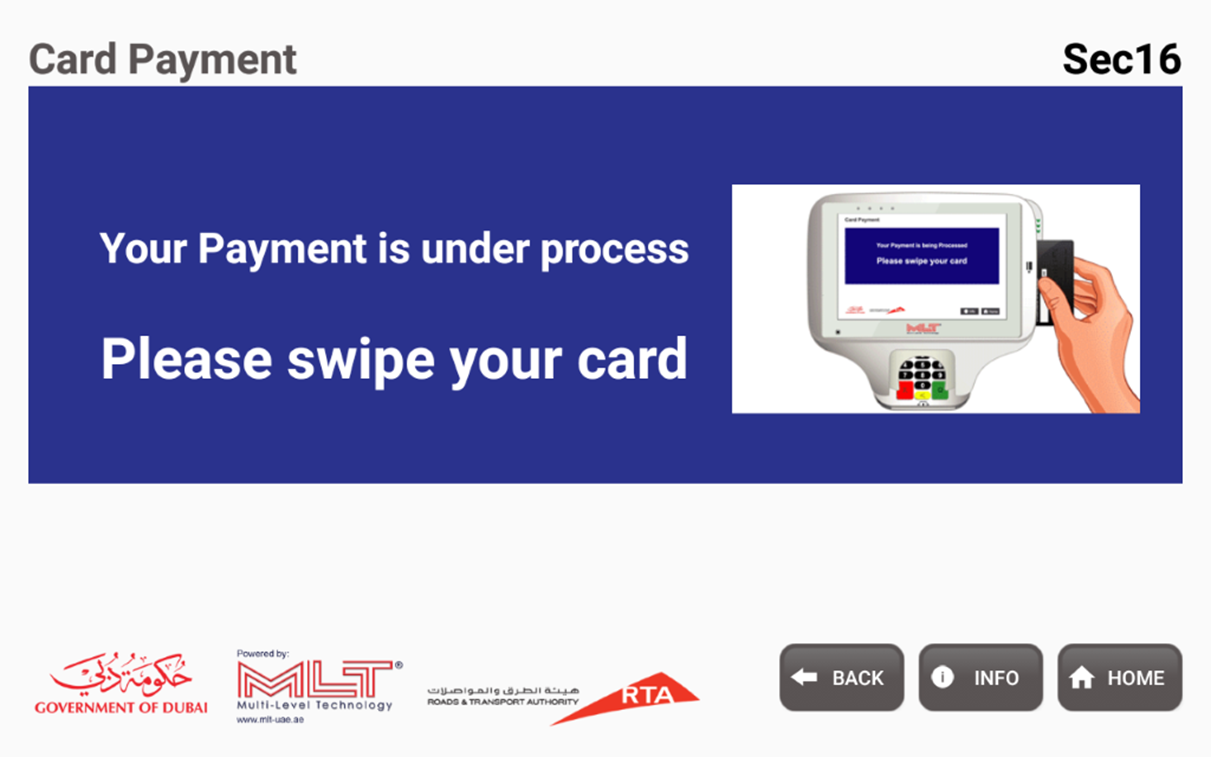 Card Payment
Sec16
Your Payment is under process
Please swipe your card
Card Payment
Your Payment is being Processed
Please swipe your card
MLT
حكومة دبي
GOVERNMENT OF DUBAI
Powered by:
MLT®
Multi-Level Technology
www.mlt-uae.ae
هيئة الطرق والمواصلات
ROADS & TRANSPORT AUTHORITY
RTA
BACK
INFO
HOME